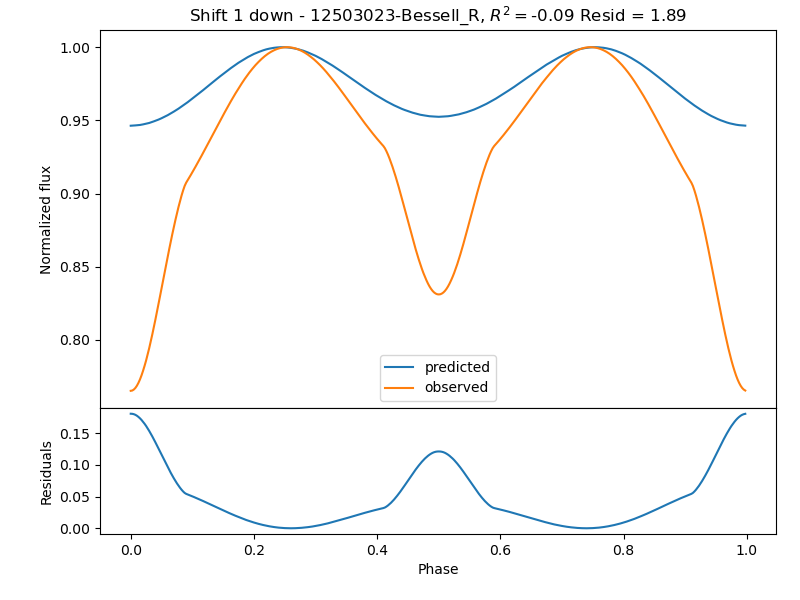 Shift 1 down - 12503023-Bessell_R, $R^2=$-0.09 Resid = 1.89
Normalized flux
1.00
0.95
0.90
0.85
0.80
predicted
observed
Residuals
0.15
0.10
0.05
0.00
0.0 0.2 0.4 0.6 0.8 1.0
Phase